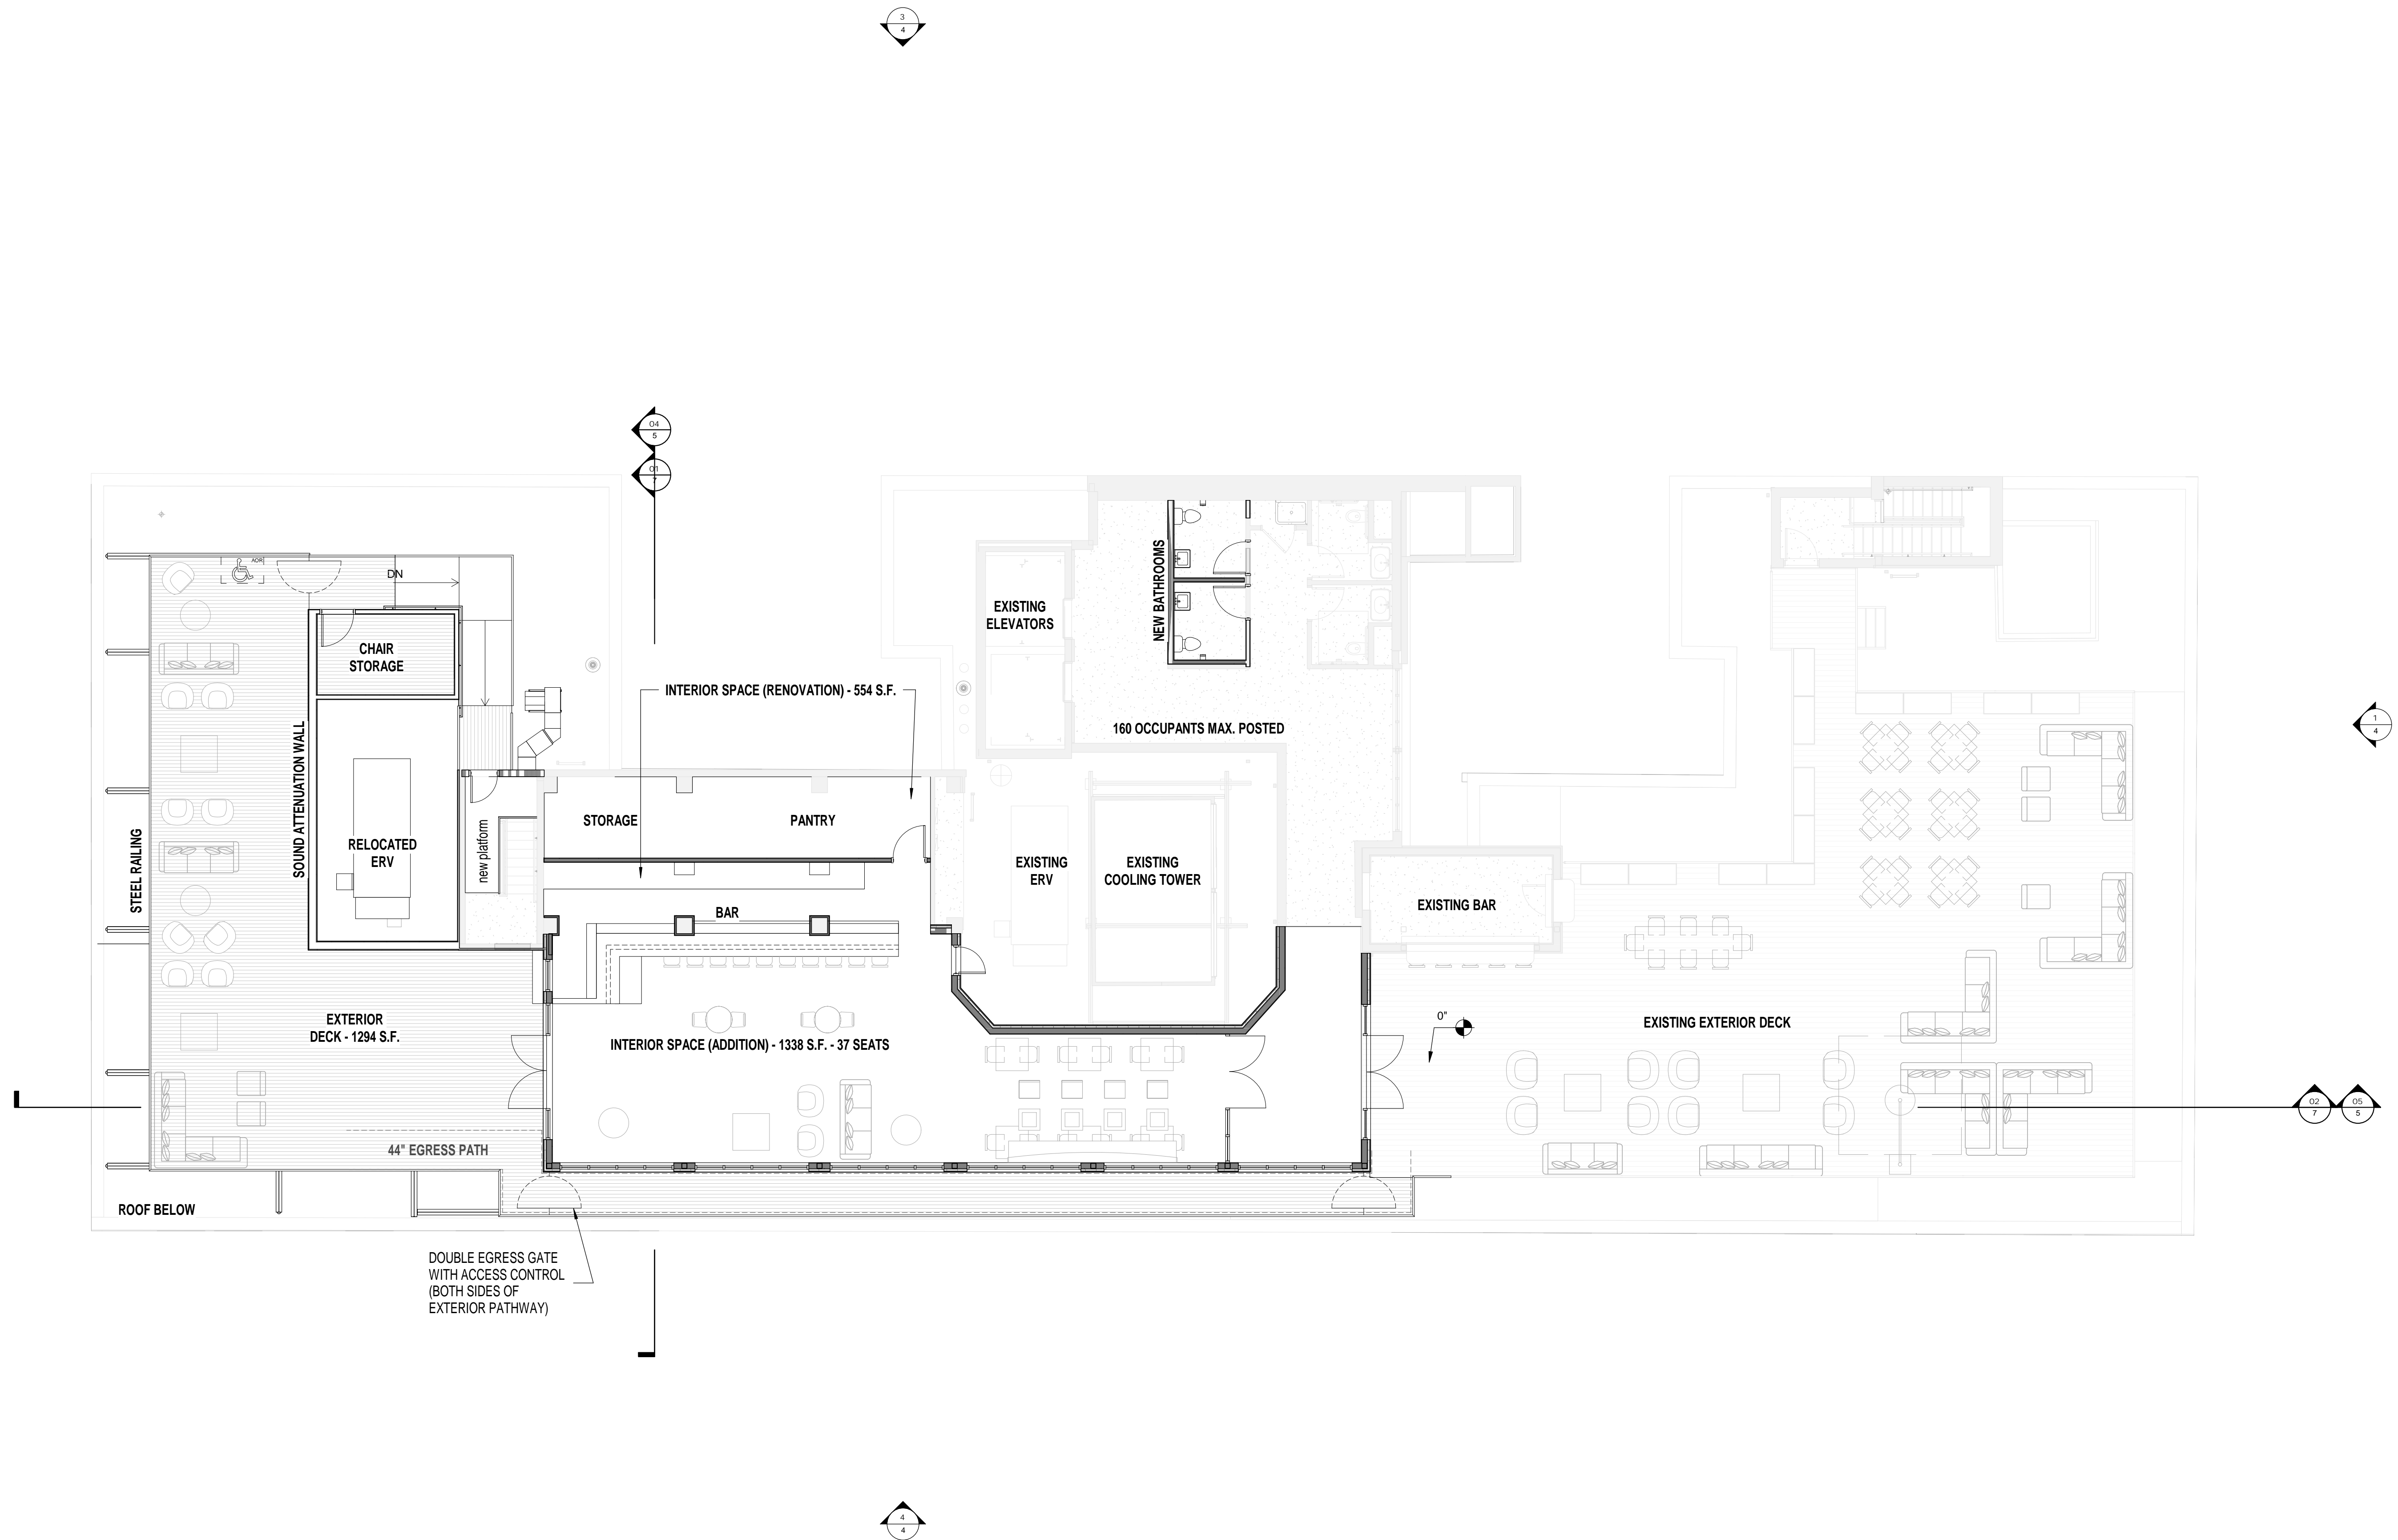 3
4
04
5
01
7
AOR
DN
CHAIR
STORAGE
EXISTING
ELEVATORS
NEW BATHROOMS
INTERIOR SPACE (RENOVATION) - 554 S.F.
160 OCCUPANTS MAX. POSTED
1
4
SOUND ATTENUATION WALL
STEEL RAILING
RELOCATED
ERV
new platform
STORAGE
PANTRY
EXISTING
ERV
EXISTING
COOLING TOWER
BAR
EXISTING BAR
EXTERIOR
DECK - 1294 S.F.
INTERIOR SPACE (ADDITION) - 1338 S.F. - 37 SEATS
0"
EXISTING EXTERIOR DECK
02
7
05
5
44" EGRESS PATH
ROOF BELOW
DOUBLE EGRESS GATE
WITH ACCESS CONTROL
(BOTH SIDES OF
EXTERIOR PATHWAY)
4
4